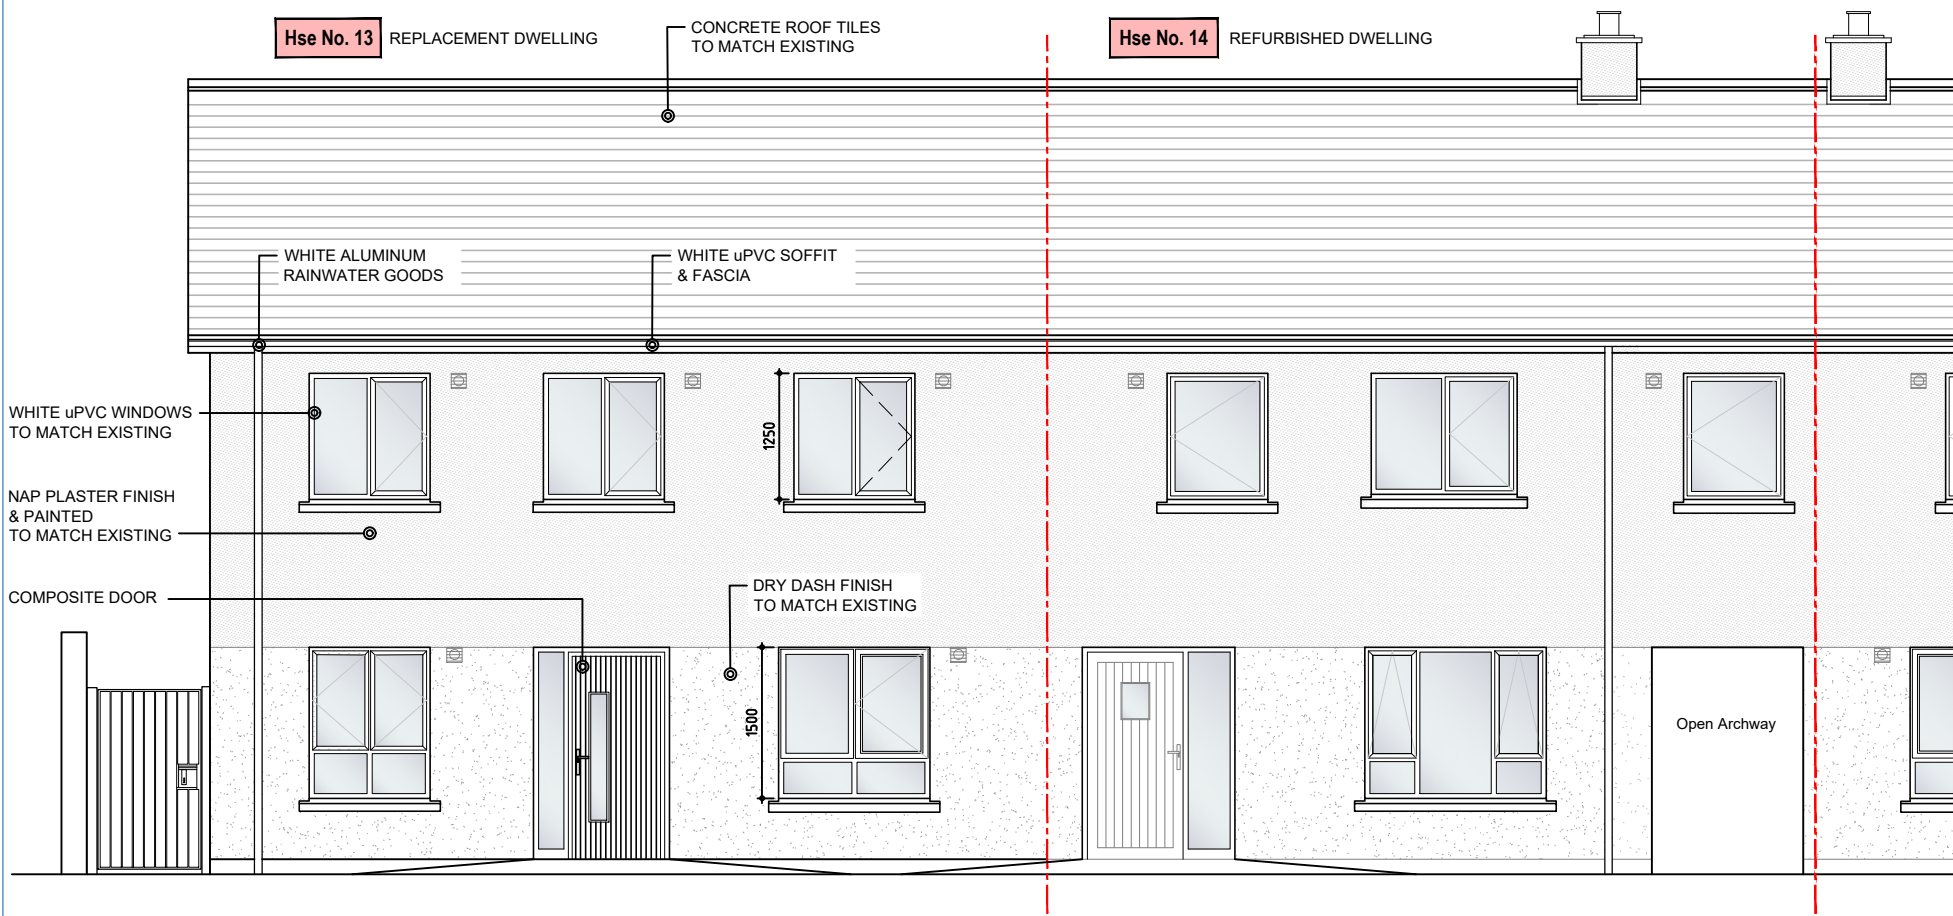 Hse No. 13 REPLACEMENT DWELLING
CONCRETE ROOF TILES
TO MATCH EXISTING
Hse No. 14 REFURBISHED DWELLING
WHITE ALUMINUM
RAINWATER GOODS
WHITE uPVC SOFFIT
& FASCIA
WHITE uPVC WINDOWS
TO MATCH EXISTING
1250
NAP PLASTER FINISH
& PAINTED
TO MATCH EXISTING
COMPOSITE DOOR
DRY DASH FINISH
TO MATCH EXISTING
1500
Open Archway